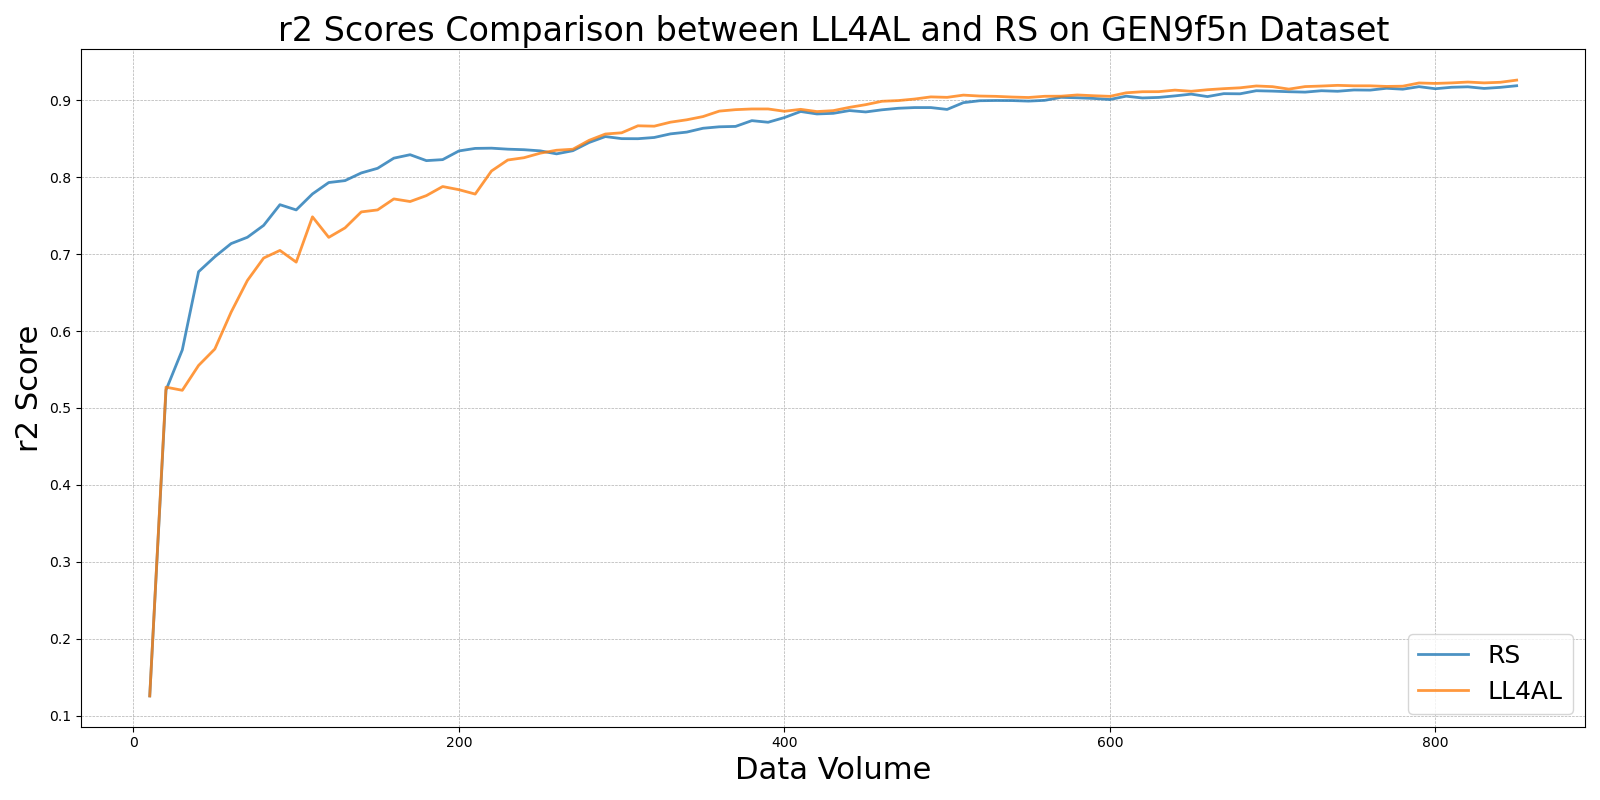 r2 Scores Comparison between LL4AL and RS on GEN9f5n Dataset
r2 Score
0.9
0.8
0.7
0.6
0.5
0.4
0.3
0.2
0.1
0 200 400 600 800
Data Volume
RS
LL4AL